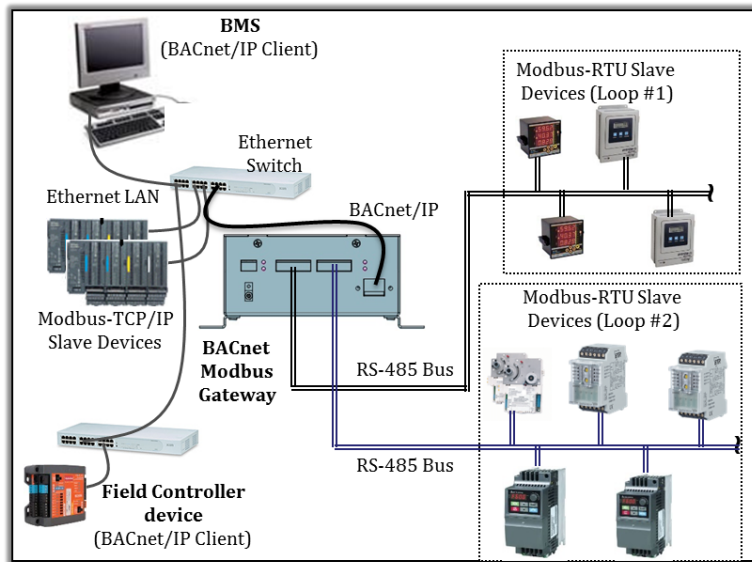 BMS
(BACnet/IP Client)
Ethernet
Switch
Ethernet LAN
BACnet/IP
Modbus-TCP/IP
Slave Devices
BACnet
Modbus
Gateway
RS-485 Bus
RS-485 Bus
Field Controller
device
(BACnet/IP Client)
Modbus-RTU Slave
Devices (Loop #1)
Modbus-RTU Slave
Devices (Loop #2)